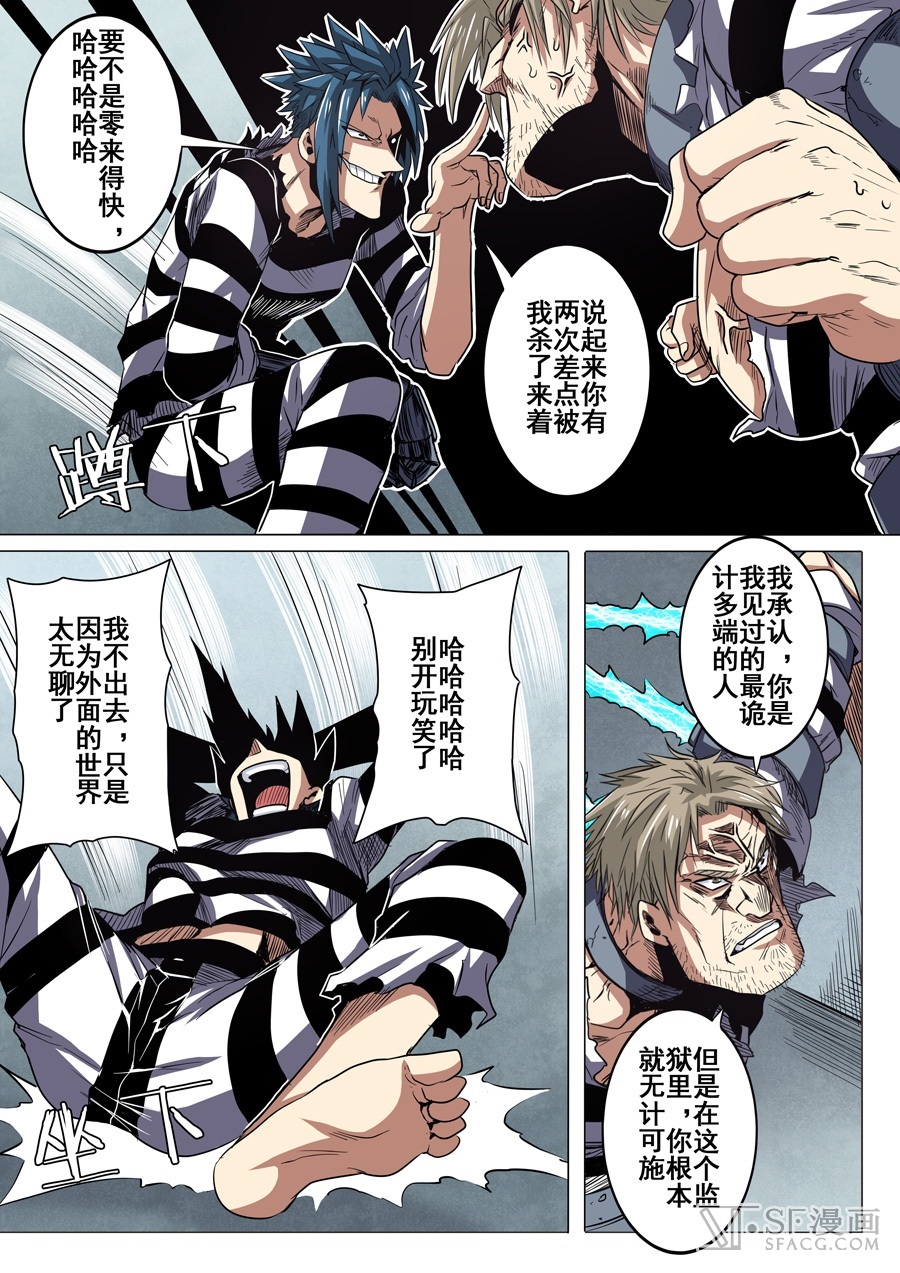 说起来你有
两次差点被
我杀了来着
要不是零来得快，
哈哈哈哈哈
蹲下
我承认，你是
我见过的最诡
计多端的人
但是在这个监
狱里，你根本
就无计可施
哈哈哈哈哈
别开玩笑了
我不出去，只是
因为外面的世界
太无聊了
坐下
SF漫画
SFACG.COM